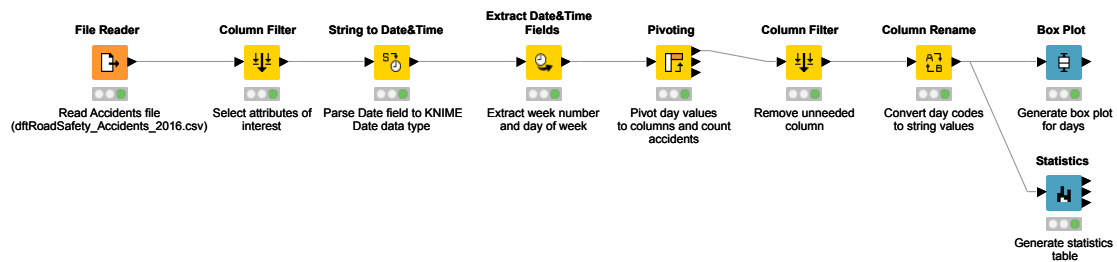 File Reader
Read Accidents file
(dftRoadSafety_Accidents_2016.csv)
Column Filter
Select attributes of
interest
String to Date&Time
S
Parse Date field to KNIME
Date data type
Extract Date&Time
Fields
Extract week number
and day of week
Pivoting
Pivot day values
to columns and count
accidents
Column Filter
Remove unneeded
column
Column Rename
A
B
Convert day codes
to string values
Box Plot
Generate box plot
for days
Statistics
Generate statistics
table